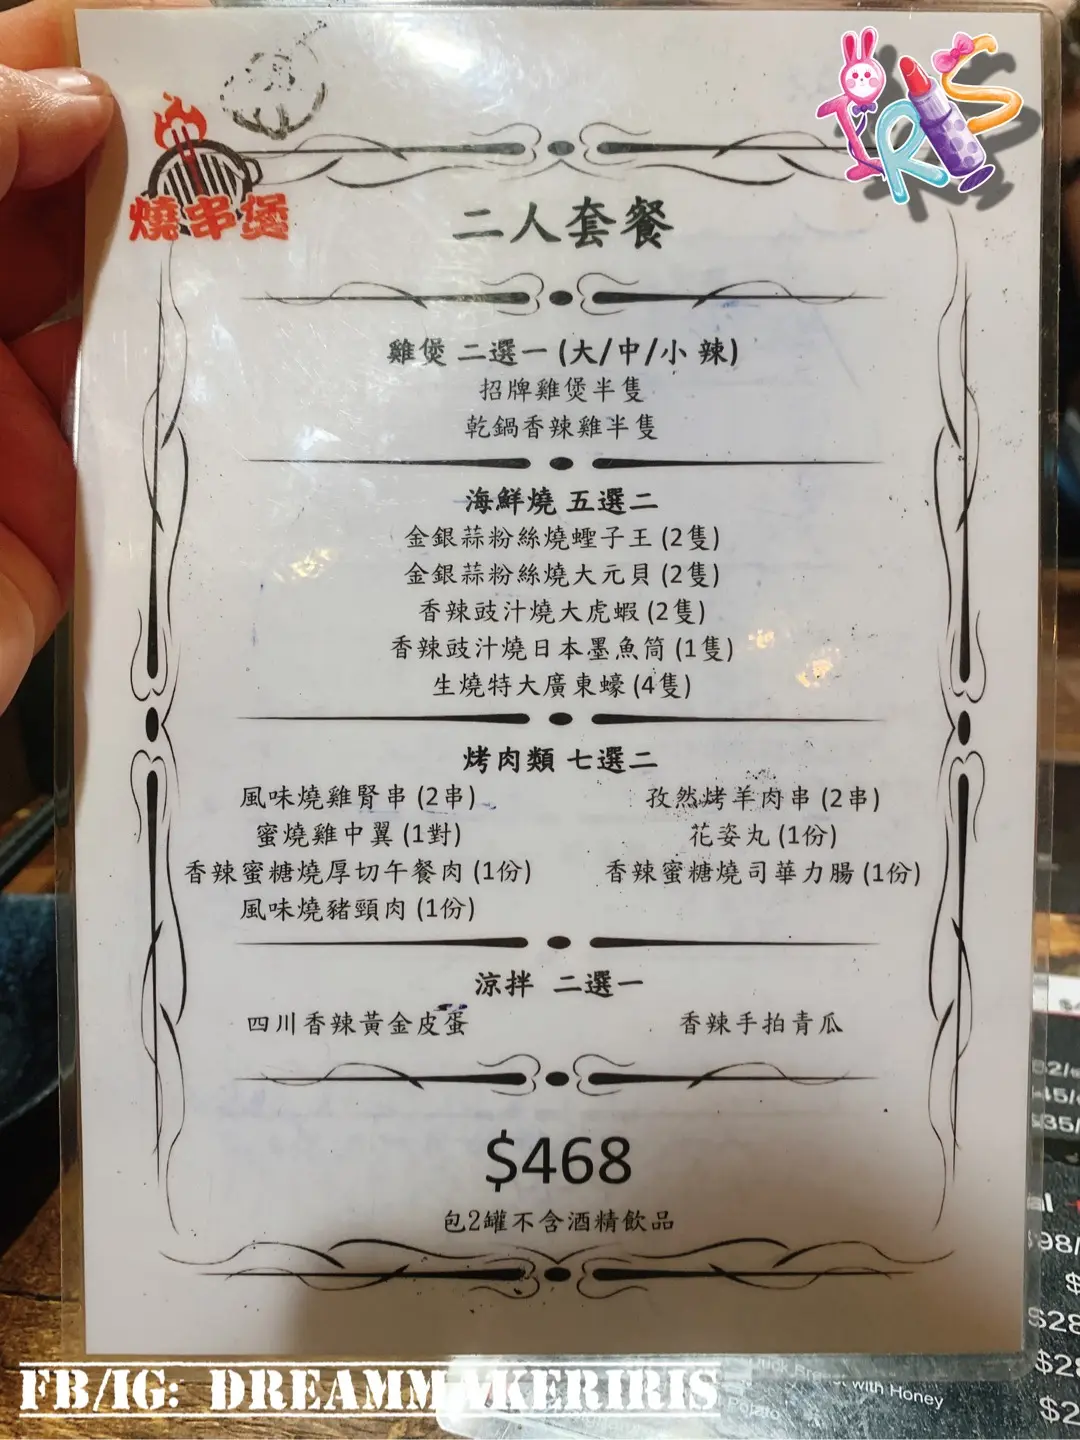 IRIS
燒串煲
二人套餐
雞煲 二選一 (大/中/小 辣)
招牌雞煲半隻
乾鍋香辣雞半隻
海鮮燒 五選二
金銀蒜粉絲燒蟶子王 (2隻)
金銀蒜粉絲燒大元貝 (2隻)
香辣豉汁燒大虎蝦 (2隻)
香辣豉汁燒日本墨魚筒 (1隻)
生燒特大廣東蠔 (4隻)
烤肉類 七選二
風味燒雞腎串 (2串)
孜然烤羊肉串 (2串)
蜜燒雞中翼 (1對)
花姿丸 (1份)
香辣蜜糖燒厚切午餐肉 (1份)
香辣蜜糖燒司華力腸 (1份)
風味燒豬頸肉 (1份)
涼拌 二選一
四川香辣黃金皮蛋
香辣手拍青瓜
$468
包2罐不含酒精飲品
FB/IG: DREAMMAKERIRIS
with Honey